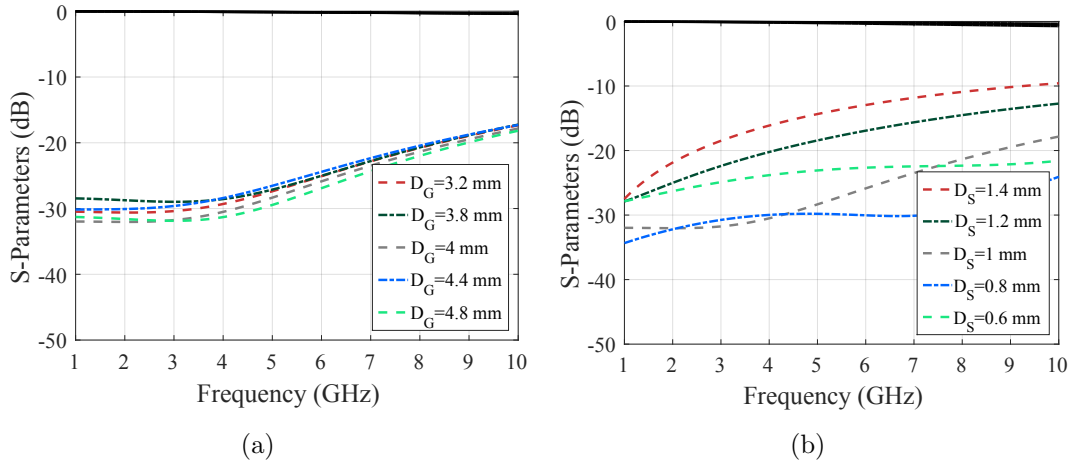 0
-10
-20
-30
-40
-50
S-Parameters (dB)
D_G=3.2 mm
D_G=3.8 mm
D_G=4 mm
D_G=4.4 mm
D_G=4.8 mm
1 2 3 4 5 6 7 8 9 10
Frequency (GHz)
(a)
0
-10
-20
-30
-40
-50
S-Parameters (dB)
D_S=1.4 mm
D_S=1.2 mm
D_S=1 mm
D_S=0.8 mm
D_S=0.6 mm
1 2 3 4 5 6 7 8 9 10
Frequency (GHz)
(b)